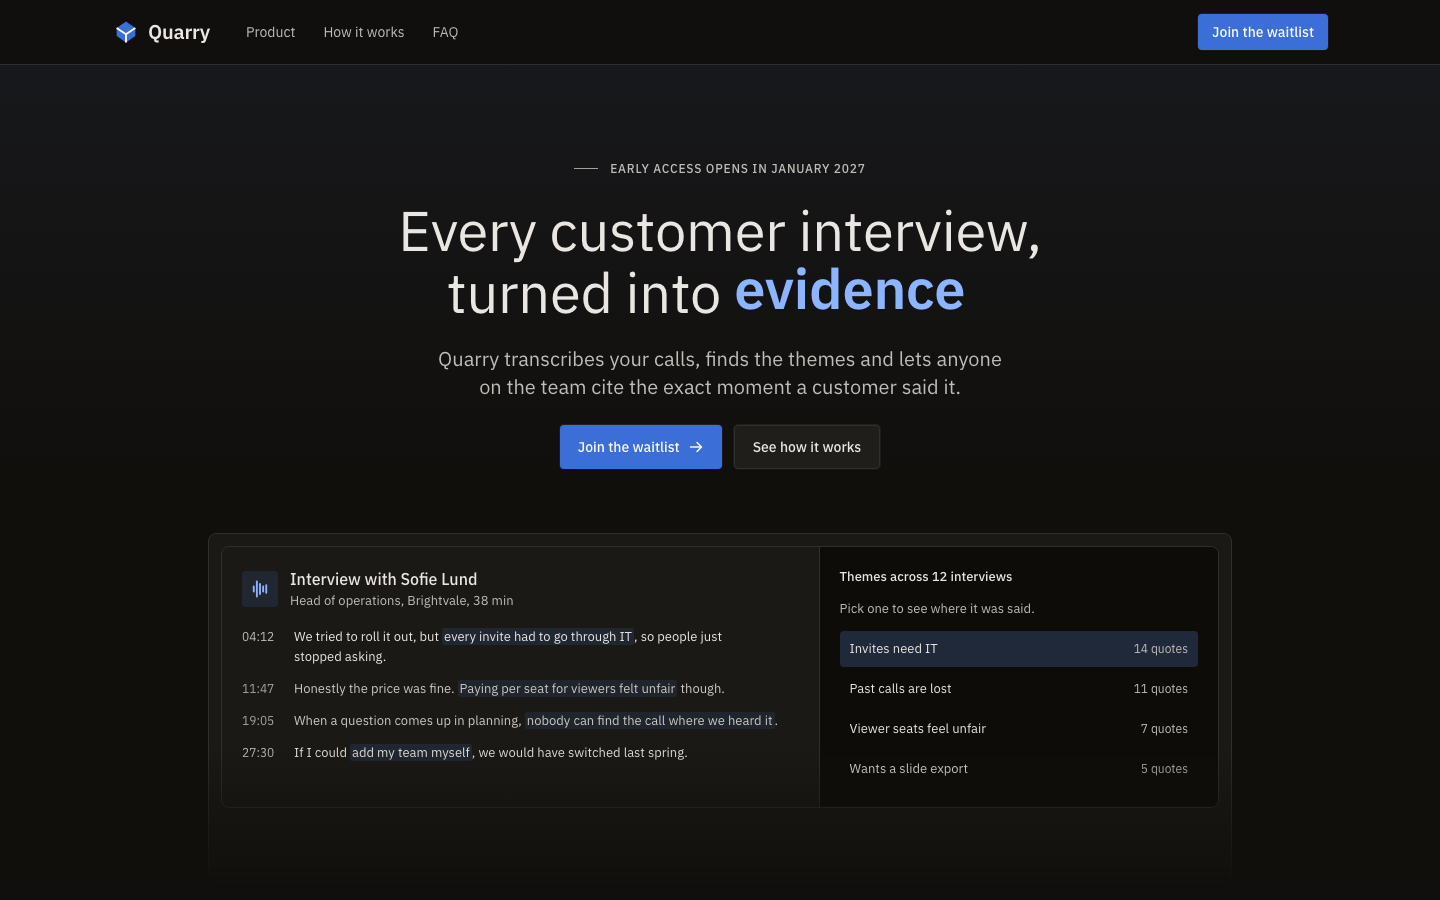 Quarry
Product
How it works
FAQ
Join the waitlist
EARLY ACCESS OPENS IN JANUARY 2027
Every customer interview,
turned into evidence
Quarry transcribes your calls, finds the themes and lets anyone
on the team cite the exact moment a customer said it.
Join the waitlist
See how it works
Interview with Sofie Lund
Head of operations, Brightvale, 38 min
04:12 We tried to roll it out, but every invite had to go through IT, so people just
stopped asking.
11:47 Honestly the price was fine. Paying per seat for viewers felt unfair though.
19:05 When a question comes up in planning, nobody can find the call where we heard it.
27:30 If I could add my team myself, we would have switched last spring.
Themes across 12 interviews
Pick one to see where it was said.
Invites need IT 14 quotes
Past calls are lost 11 quotes
Viewer seats feel unfair 7 quotes
Wants a slide export 5 quotes